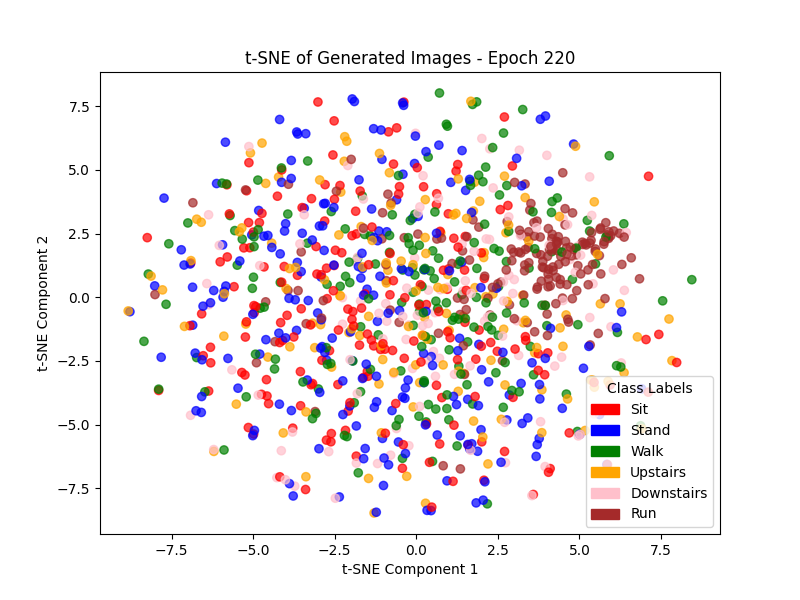 t-SNE of Generated Images - Epoch 220
t-SNE Component 2
7.5
5.0
2.5
0.0
−2.5
−5.0
−7.5
−7.5
−5.0
−2.5
0.0
2.5
5.0
7.5
t-SNE Component 1
Class Labels
Sit
Stand
Walk
Upstairs
Downstairs
Run